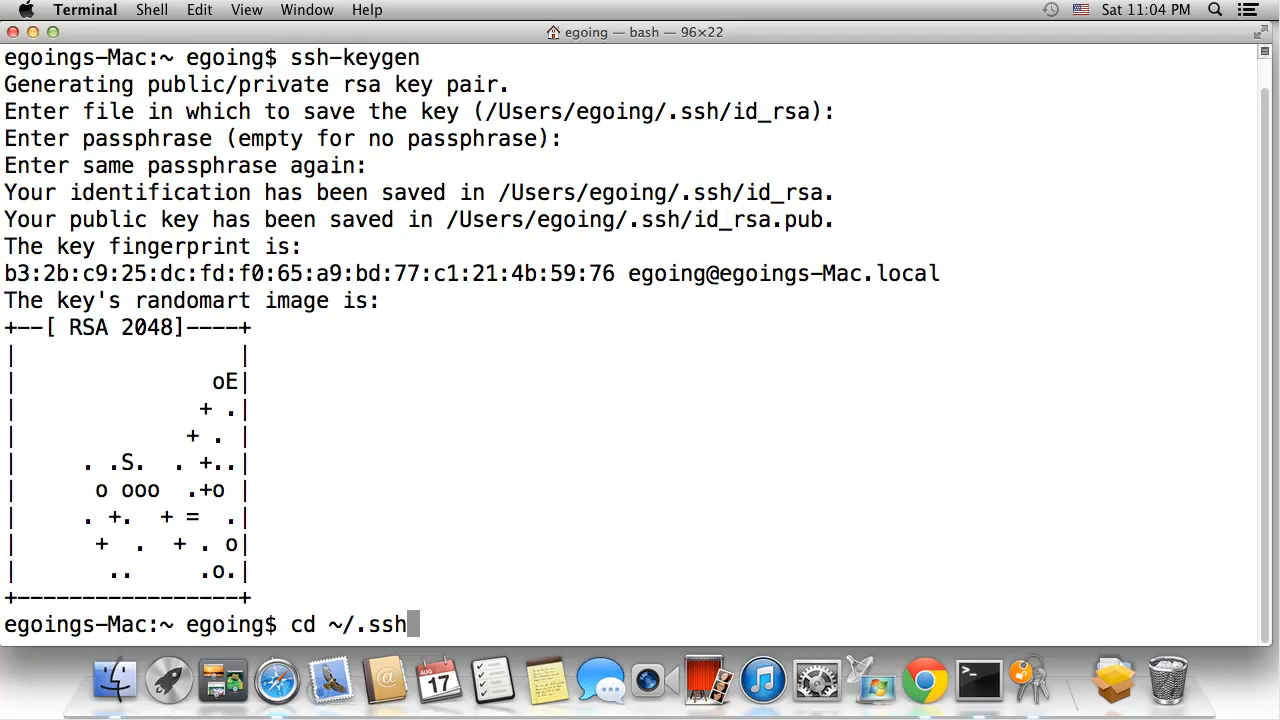 Terminal Shell Edit View Window Help Sat 11:04 PM
egoing — bash — 96×22
egoings-Mac:~ egoing$ ssh-keygen
Generating public/private rsa key pair.
Enter file in which to save the key (/Users/egoing/.ssh/id_rsa):
Enter passphrase (empty for no passphrase):
Enter same passphrase again:
Your identification has been saved in /Users/egoing/.ssh/id_rsa.
Your public key has been saved in /Users/egoing/.ssh/id_rsa.pub.
The key fingerprint is:
b3:2b:c9:25:dc:fd:f0:65:a9:bd:77:c1:21:4b:59:76 egoing@egoings-Mac.local
The key's randomart image is:
+--[ RSA 2048]----+
|                 |
|               oE|
|              + .|
|             + . |
|     . .S.  . +..|
|      o ooo  .+o |
|     . +.  + =  .|
|      +  .  + . o|
|       ..     .o.|
+-----------------+
egoings-Mac:~ egoing$ cd ~/.ssh
AUG
17